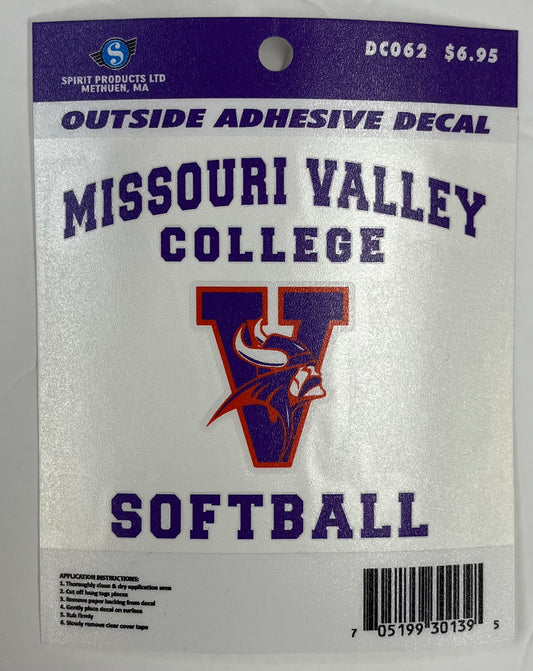 S
SPIRIT PRODUCTS LTD
METHUEN, MA
DC062 $6.95
OUTSIDE ADHESIVE DECAL
MISSOURI VALLEY
COLLEGE
V
SOFTBALL
APPLICATION INSTRUCTIONS:
1. Thoroughly clean & dry application area
2. Cut off hang tags pieces
3. Remove paper backing from decal
4. Gently place decal on surface
5. Rub firmly
6. Slowly remove clear cover tape
7 05199 30139 5